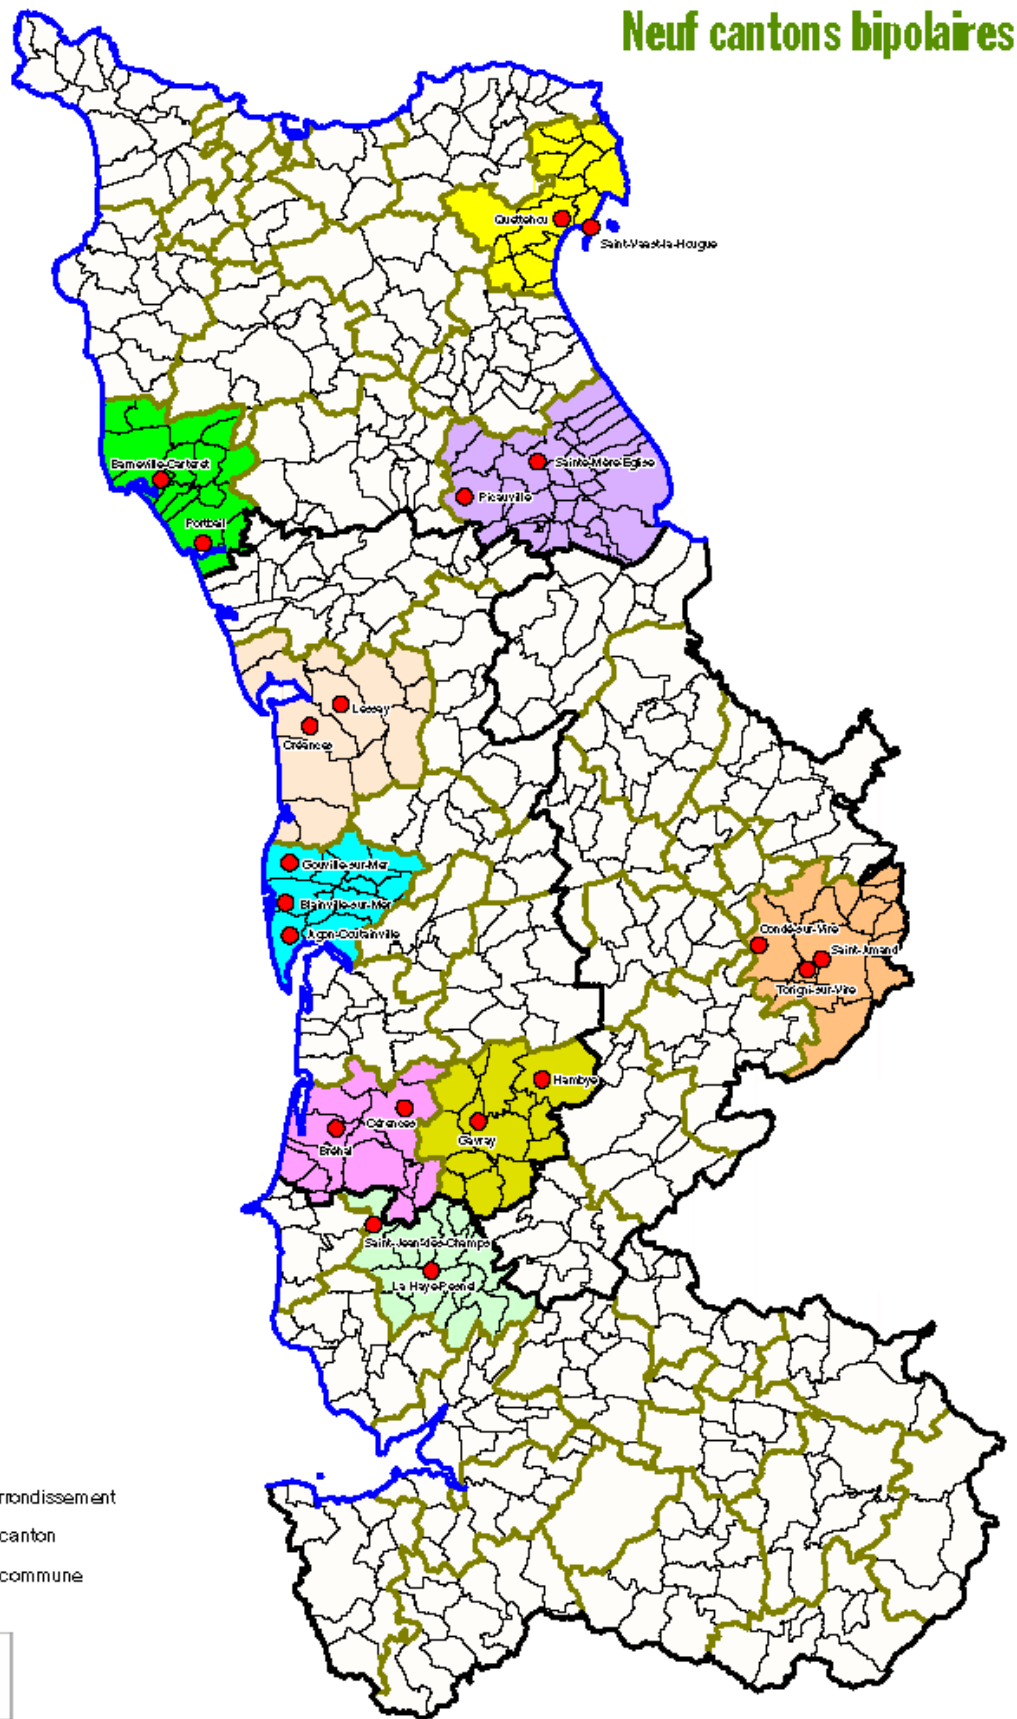 Neuf cantons bipolaires
Quettehou
Saint-Vaast-la-Hougue
Barneville-Carteret
Sainte-Mère-Eglise
Picauville
Portbail
Lessay
Créances
Gouville-sur-Mer
Blainville-sur-Mer
Agon-Coutainville
Condé-sur-Vire
Saint-Amand
Torigni-sur-Vire
Hambye
Cérences
Gavray
Bréhal
Saint-Jean-des-Champs
La Haye-Pesnel
rrondissement
canton
commune